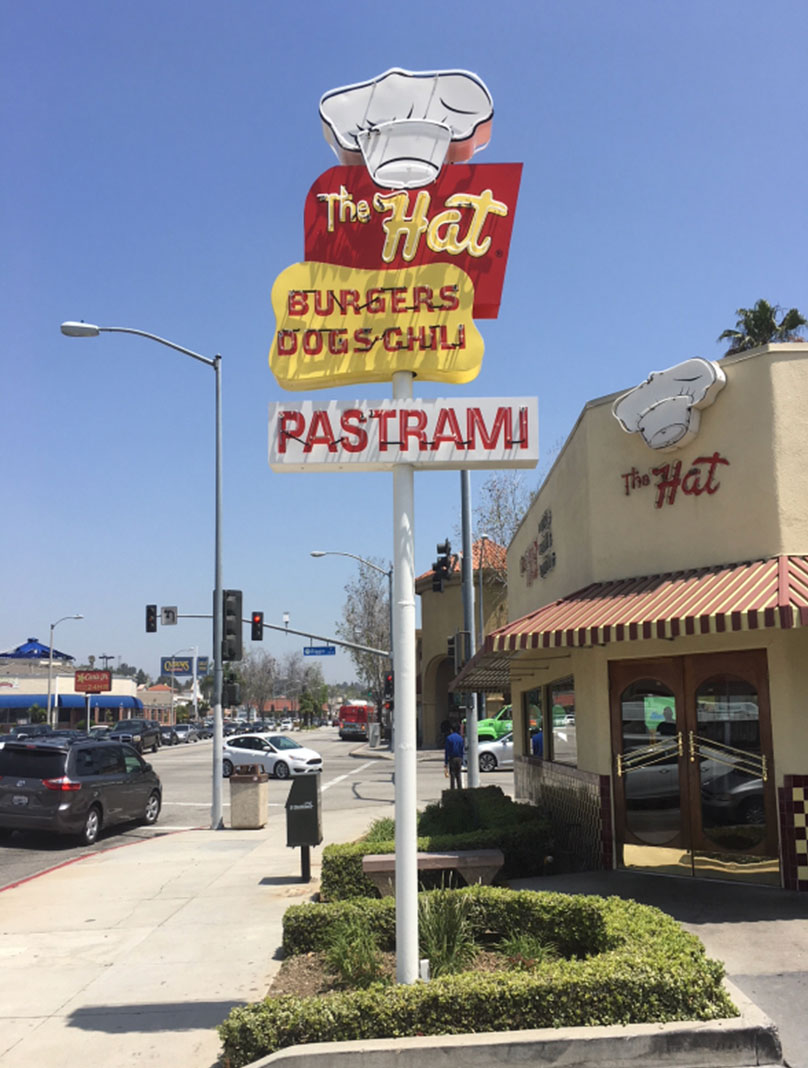 The Hat®
BURGERS
DOGS CHILI
PASTRAMI
The Hat